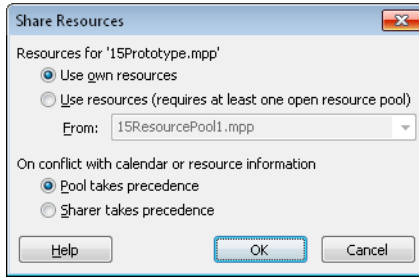 Share Resources
Resources for '15Prototype.mpp'
Use own resources
Use resources (requires at least one open resource pool)
From: 15ResourcePool1.mpp
On conflict with calendar or resource information
Pool takes precedence
Sharer takes precedence
Help OK Cancel